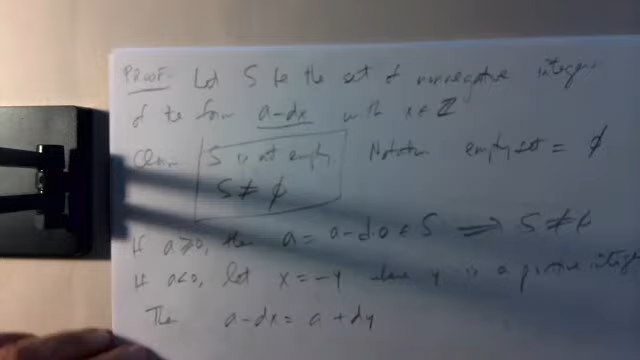 PROOF: Let S be the set of nonnegative integers
of the form a-dx with x ∈ ℤ
Claim S is not empty Notation empty set = ∅
S ≠ ∅
If a ≥ 0, then a = a-d·0 ∈ S ⟹ S ≠ ∅
If a<0, let x = -y where y is a positive integer
Then a-dx = a + dy